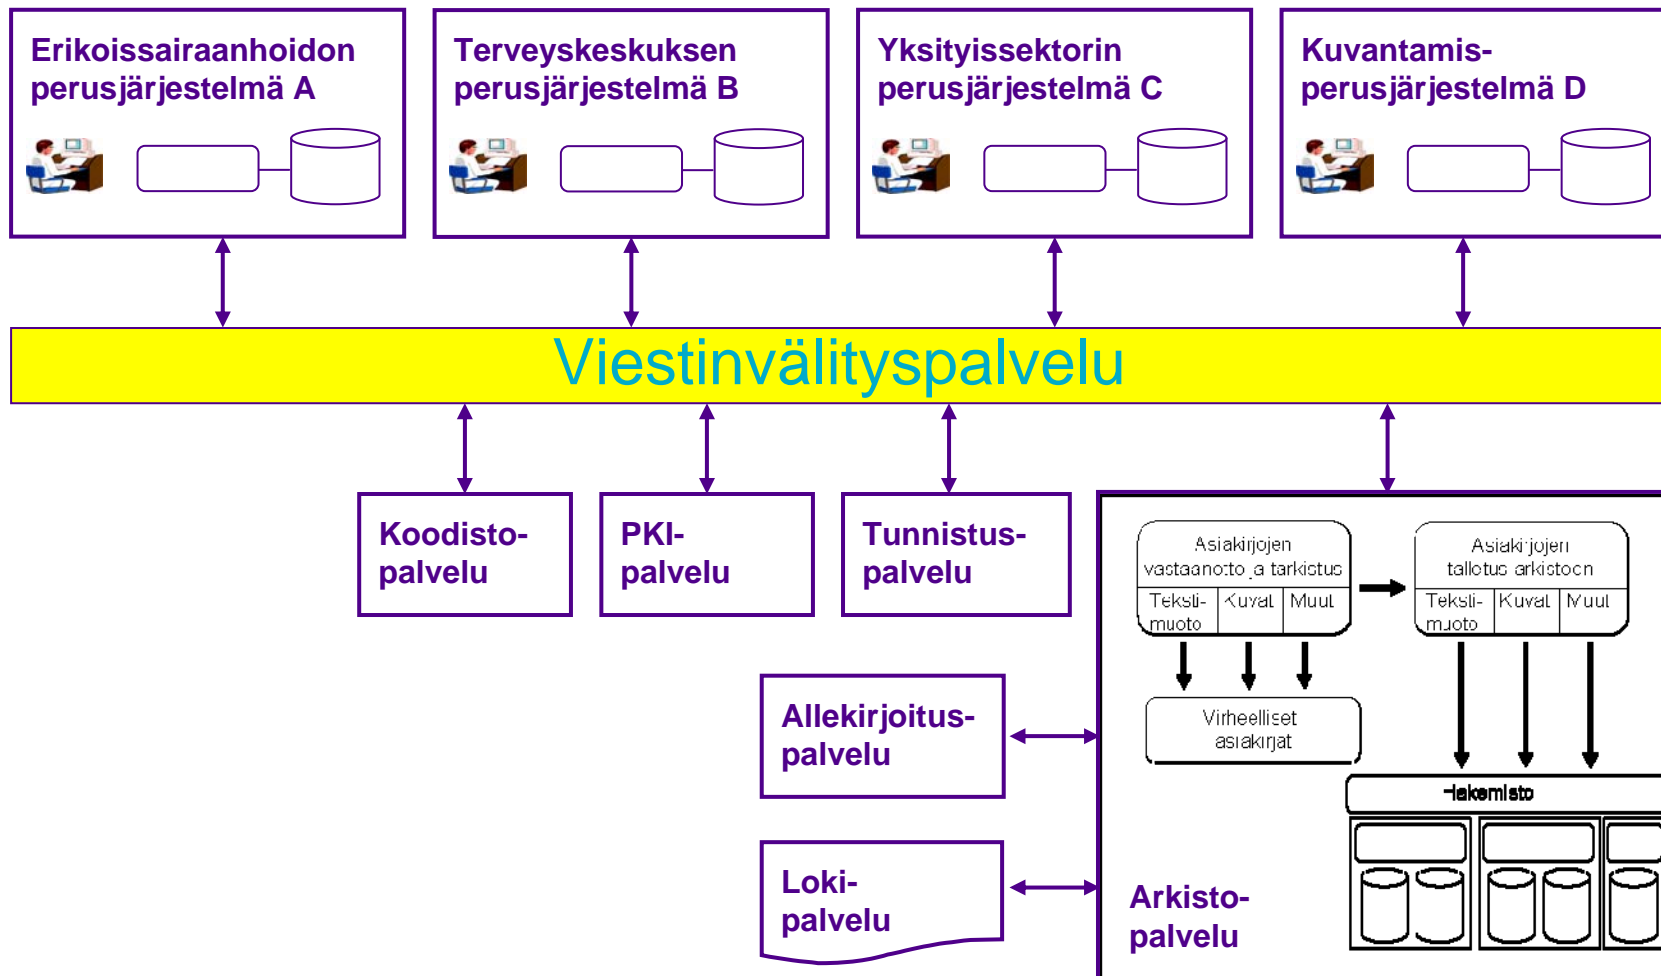 Erikoissairaanhoidon
perusjärjestelmä A
Terveyskeskuksen
perusjärjestelmä B
Yksityissektorin
perusjärjestelmä C
Kuvantamis-
perusjärjestelmä D
Viestinvälityspalvelu
Koodisto-
palvelu
PKI-
palvelu
Tunnistus-
palvelu
Asiakirjojen
vastaanotto ja tarkistus
Teksti-
muoto
Kuvat
Muut
Asiakirjojen
talletus arkistoon
Teksti-
muoto
Kuvat
Muut
Virheelliset
asiakirjat
Hakemisto
Allekirjoitus-
palvelu
Loki-
palvelu
Arkisto-
palvelu